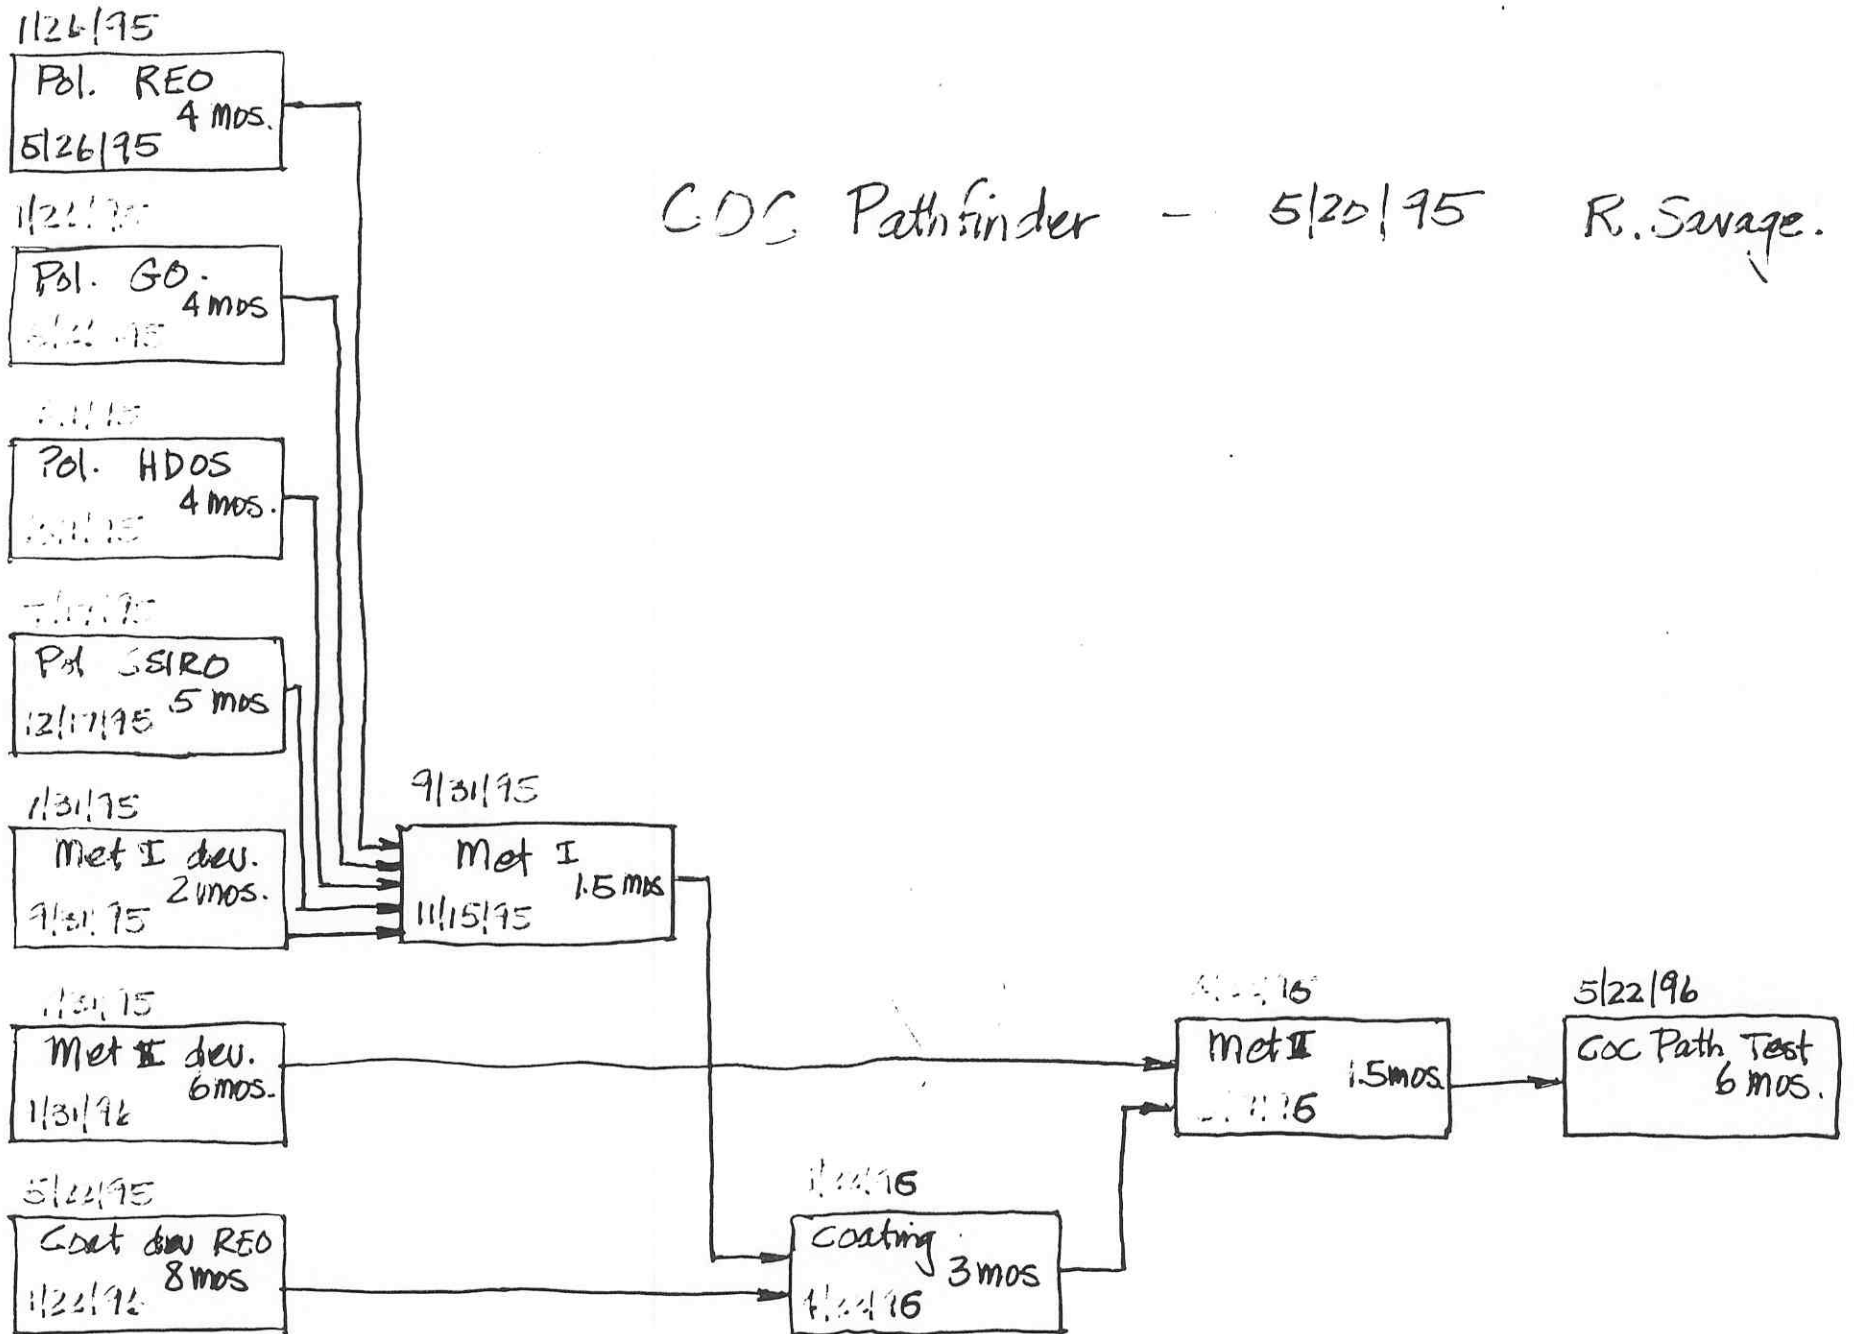 1/26/95
Pol. REO
4 mos.
5/26/95
Pathfinder - 5/20/95 R. Savage.
Pol. GO.
4 mos
Pol. HDOS
4 mos.
Pol
5 mos
12/17/95
1/31/95
Met I dev.
2 mos.
9/31/95
9/31/95
Met I
1.5 mos
11/15/95
Met II dev.
6 mos.
1/31/96
Met II
1.5 mos.
5/22/96
COC Path Test
6 mos.
5/22/95
Coat dev REO
8 mos
1/22/96
Coating
3 mos